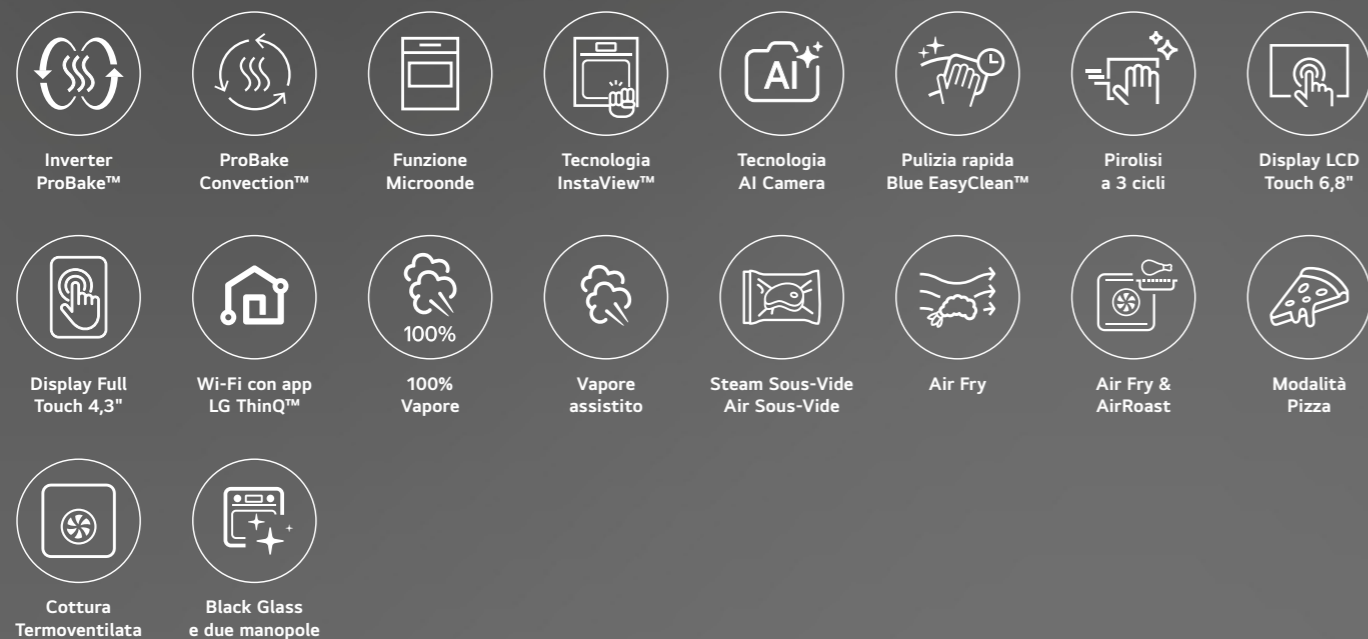 Inverter
ProBake™
ProBake
Convection™
Funzione
Microonde
Tecnologia
InstaView™
AI
Tecnologia
AI Camera
Pulizia rapida
Blue EasyClean™
Pirolisi
a 3 cicli
Display LCD
Touch 6,8"
Display Full
Touch 4,3"
Wi-Fi con app
LG ThinQ™
100%
100%
Vapore
Vapore
assistito
Steam Sous-Vide
Air Sous-Vide
Air Fry
Air Fry &
AirRoast
Modalità
Pizza
Cottura
Termoventilata
Black Glass
e due manopole